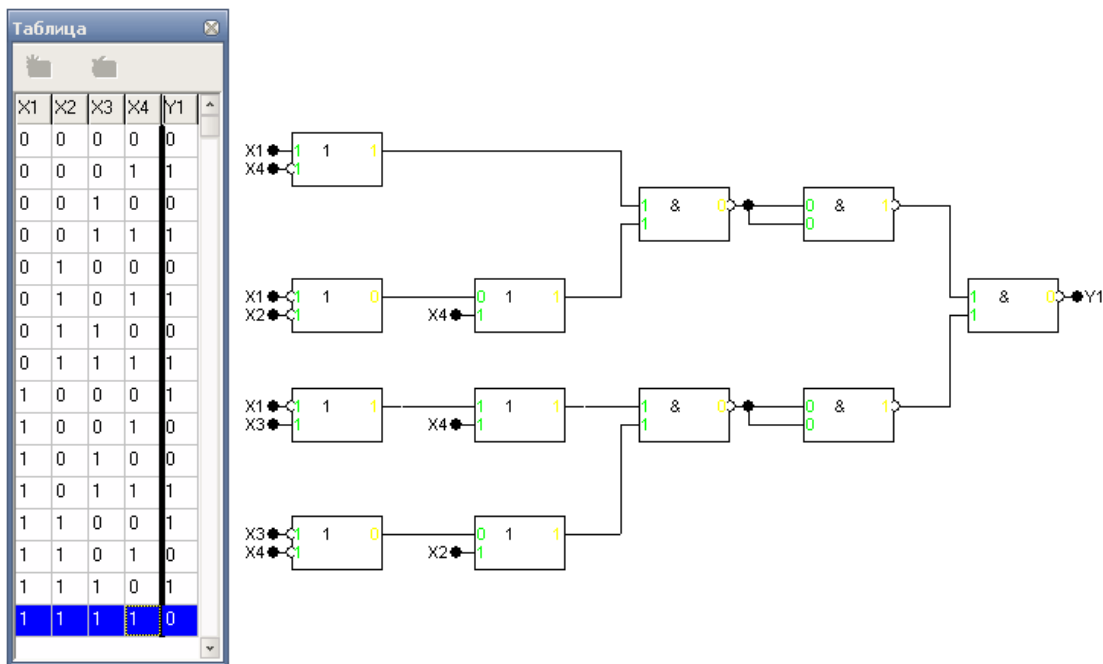 Таблица
X1 X2 X3 X4 Y1
0 0 0 0 0
0 0 0 1 1
0 0 1 0 0
0 0 1 1 1
0 1 0 0 0
0 1 0 1 1
0 1 1 0 0
0 1 1 1 1
1 0 0 0 1
1 0 0 1 0
1 0 1 0 0
1 0 1 1 1
1 1 0 0 1
1 1 0 1 0
1 1 1 0 1
1 1 1 1 0
X1 1 1 1
X4 1
1 & 0 0 & 1
1 0
X1 1 1 0 0 1 1
X2 1 X4 1
1 & 0 Y1
1
X1 1 1 1 1 1 1 1 & 0 0 & 1
X3 1 X4 1 1 0
X3 1 1 0 0 1 1
X4 1 X2 1